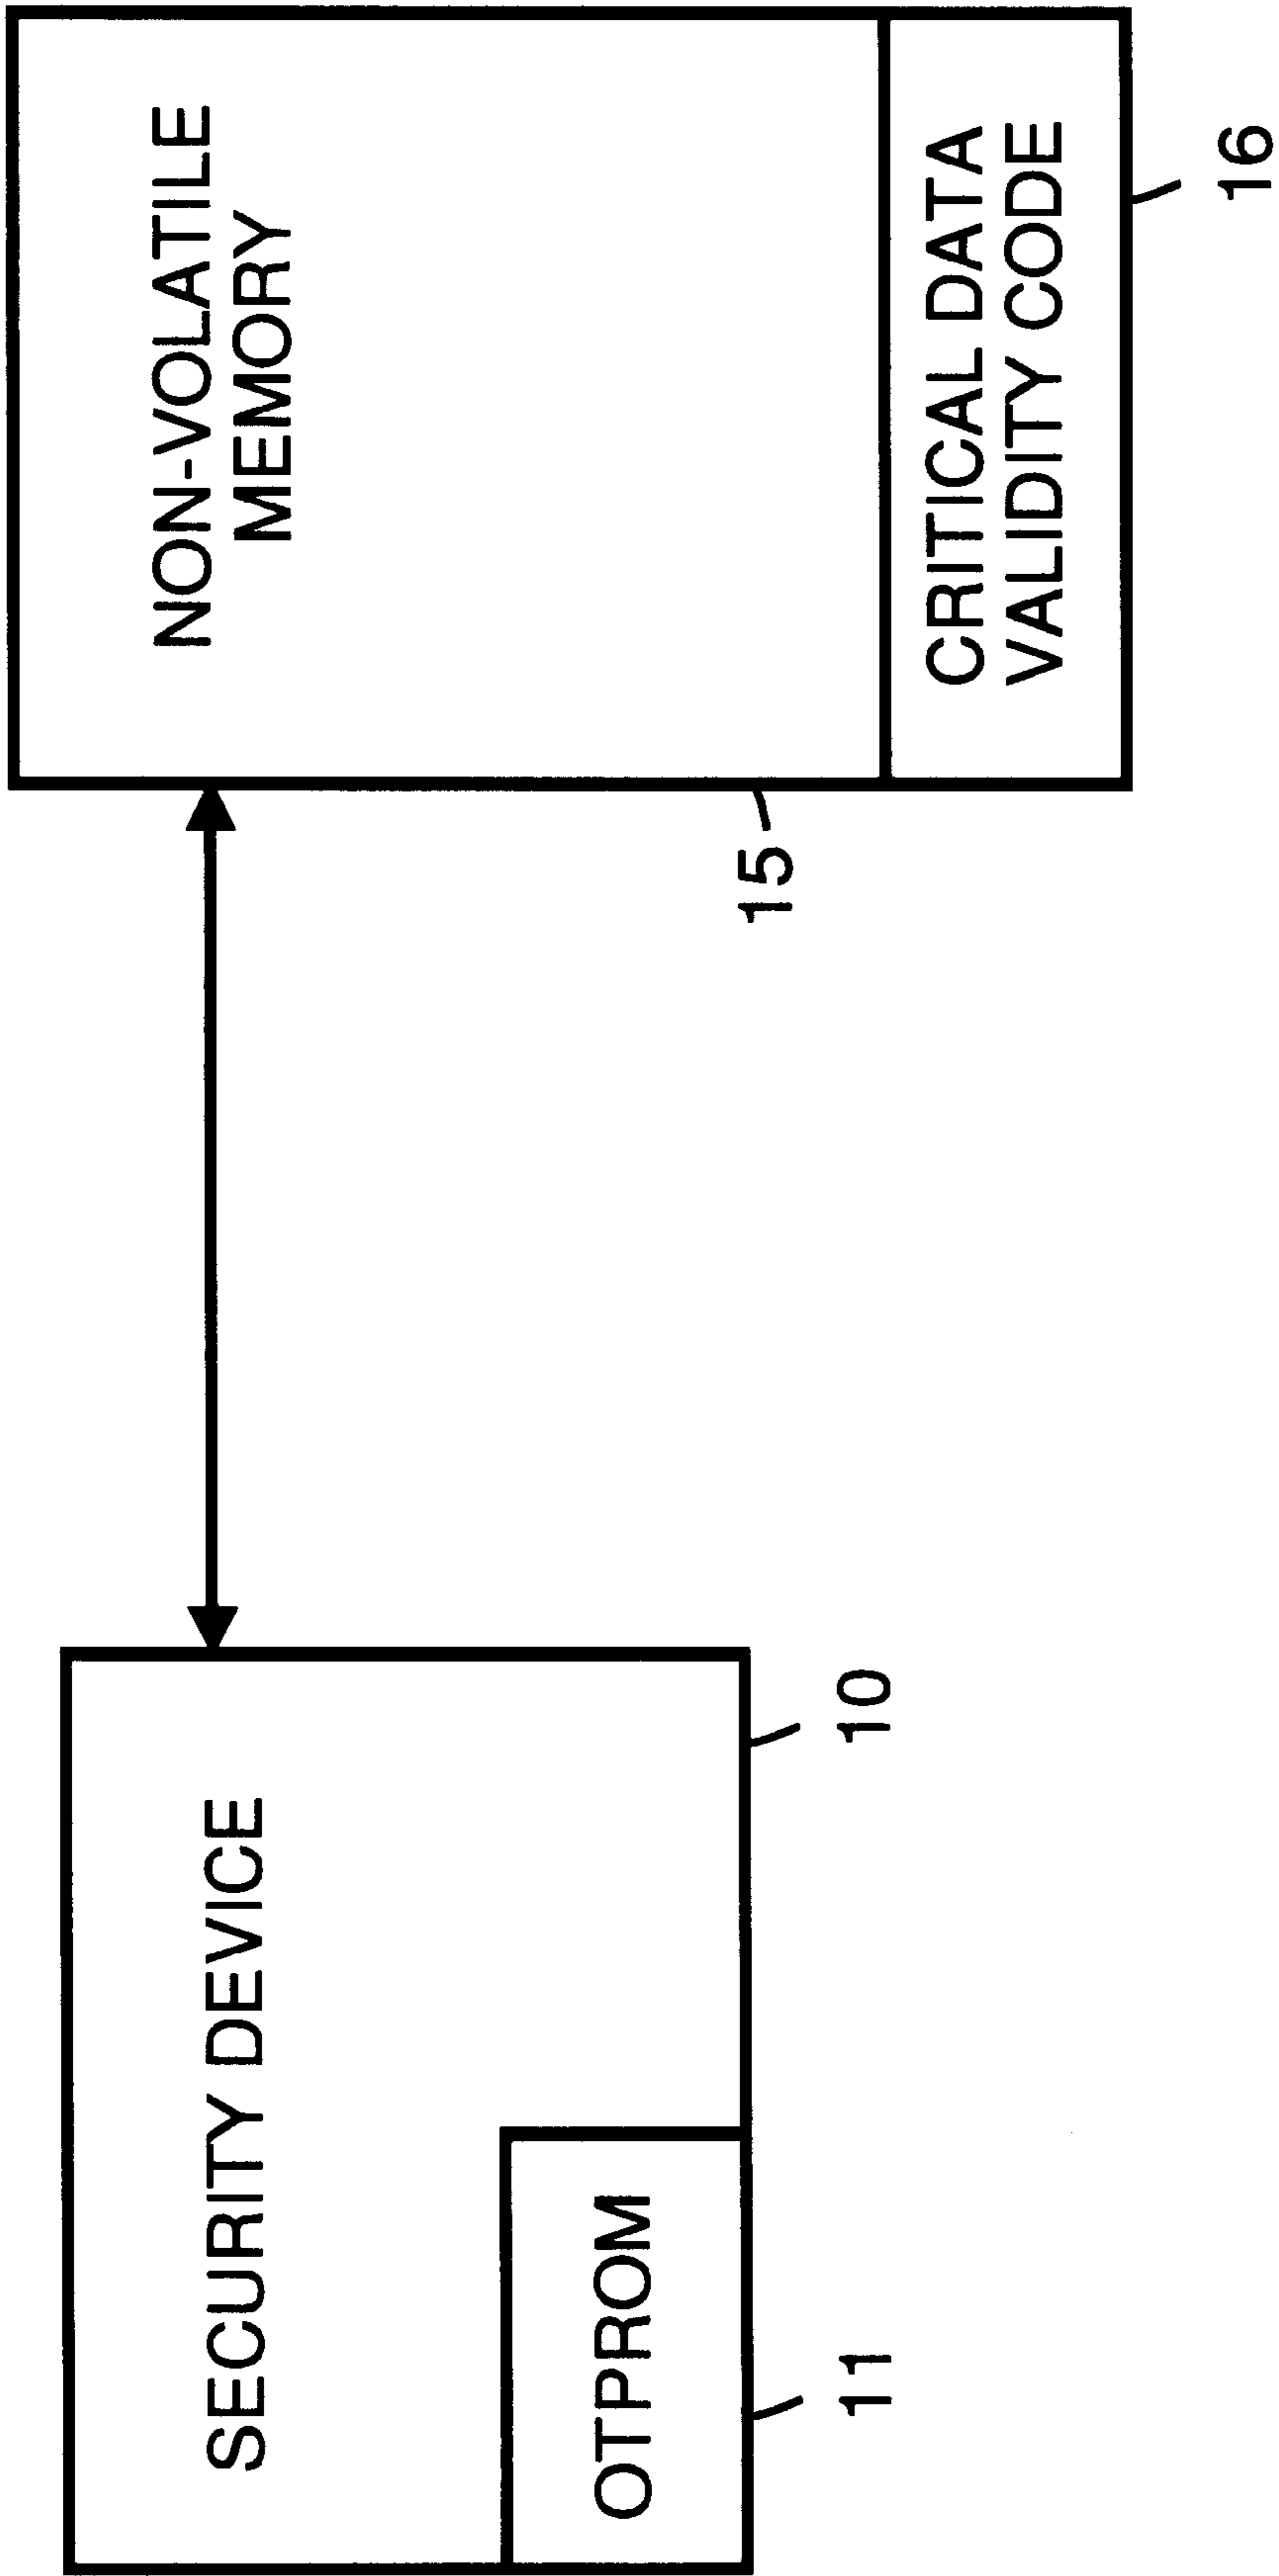 SECURITY DEVICE
OTPROM
11
10
NON-VOLATILE
MEMORY
15
CRITICAL DATA
VALIDITY CODE
16